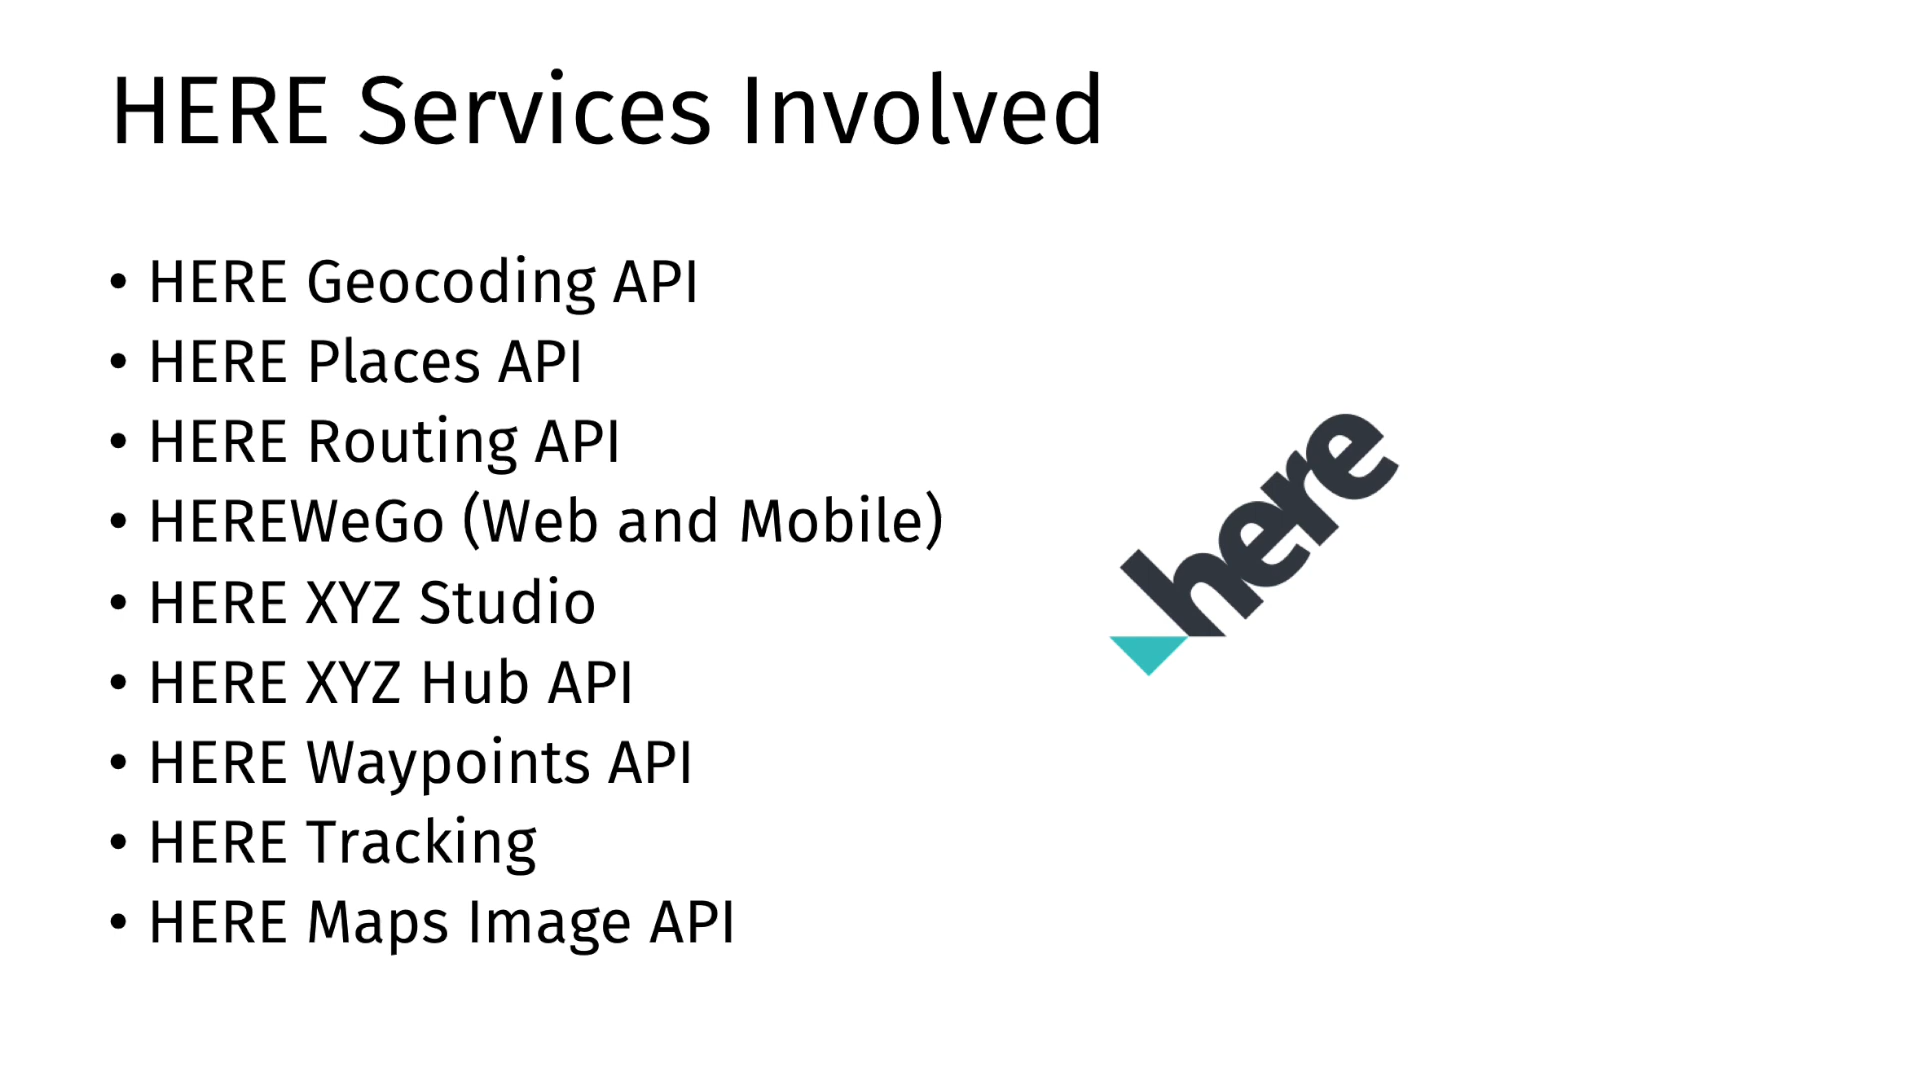 HERE Services Involved
• HERE Geocoding API
• HERE Places API
• HERE Routing API
• HEREWeGo (Web and Mobile)
• HERE XYZ Studio
• HERE XYZ Hub API
• HERE Waypoints API
• HERE Tracking
• HERE Maps Image API
here